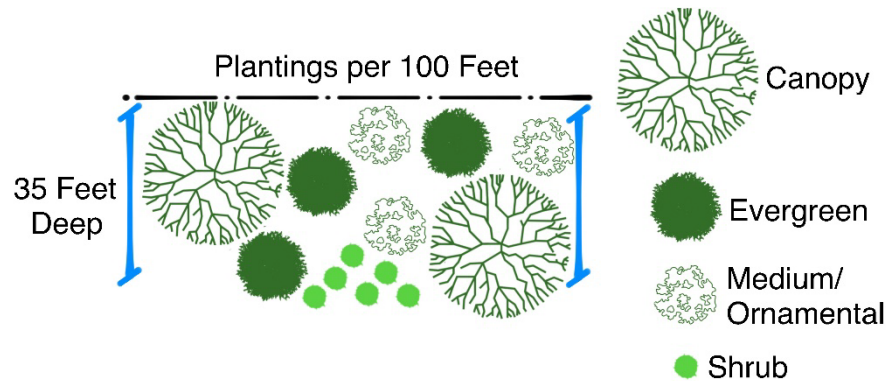 Plantings per 100 Feet
35 Feet
Deep
Canopy
Evergreen
Medium/
Ornamental
Shrub